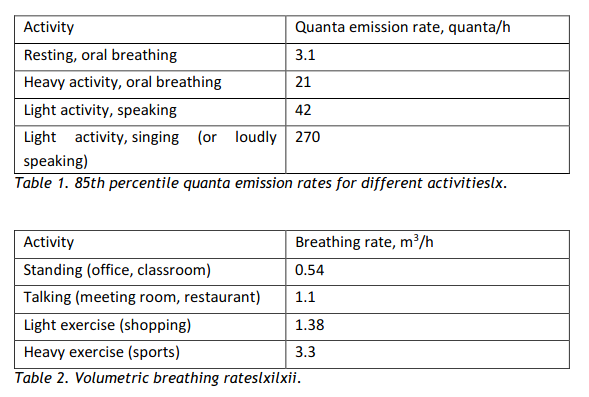 Activity Quanta emission rate, quanta/h
Resting, oral breathing 3.1
Heavy activity, oral breathing 21
Light activity, speaking 42
Light activity, singing (or loudly 270
speaking)
Table 1. 85th percentile quanta emission rates for different activitieslx.
Activity Breathing rate, m³/h
Standing (office, classroom) 0.54
Talking (meeting room, restaurant) 1.1
Light exercise (shopping) 1.38
Heavy exercise (sports) 3.3
Table 2. Volumetric breathing rateslxilxii.